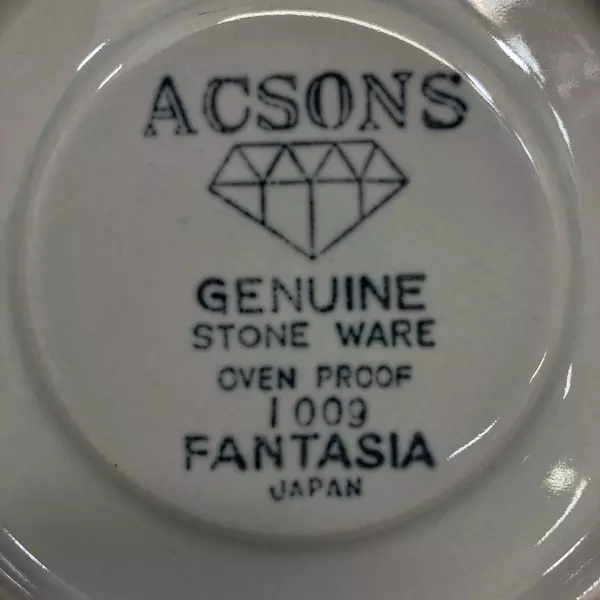 ACSONS
GENUINE
STONE WARE
OVEN PROOF
1009
FANTASIA
JAPAN